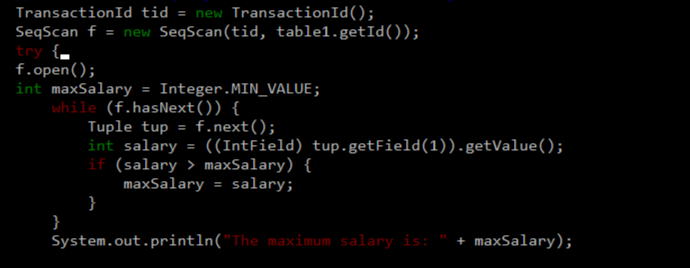 TransactionId tid = new TransactionId();
SeqScan f = new SeqScan(tid, table1.getId());
try {
f.open();
int maxSalary = Integer.MIN_VALUE;
    while (f.hasNext()) {
        Tuple tup = f.next();
        int salary = ((IntField) tup.getField(1)).getValue();
        if (salary > maxSalary) {
            maxSalary = salary;
        }
    }
    System.out.println("The maximum salary is: " + maxSalary);